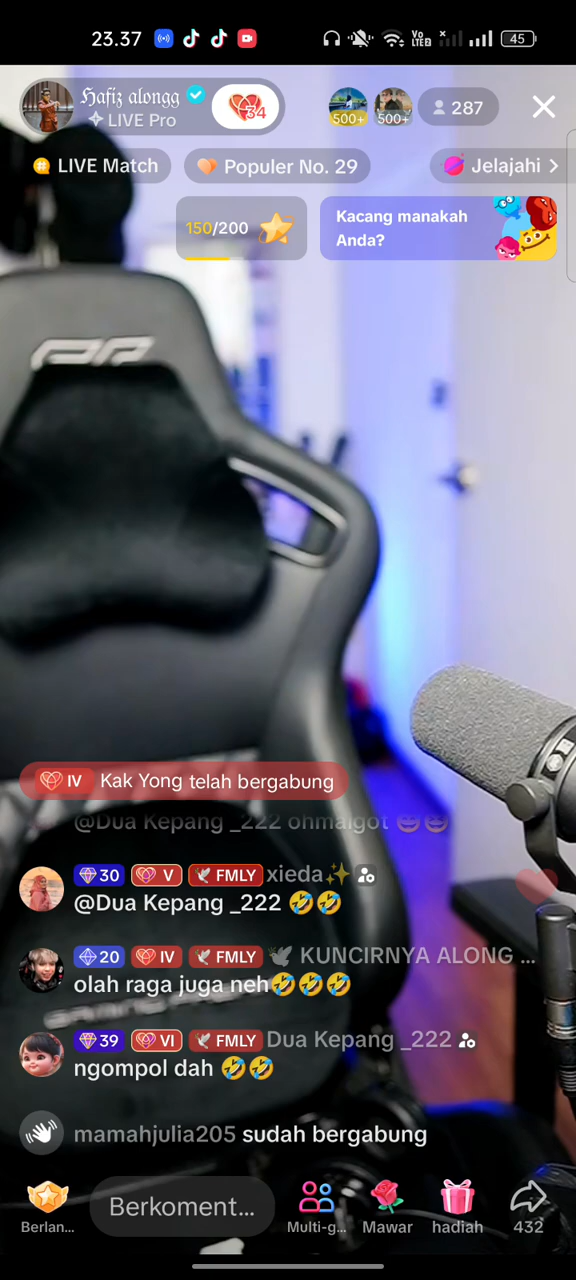 23.37
Vo
LTE2
45
Hafiz alongg
LIVE Pro
34
500+
500+
287
LIVE Match
Populer No. 29
Jelajahi
150/200
Kacang manakah
Anda?
IV Kak Yong telah bergabung
@Dua Kepang _222 ohmaigot 😆😆
30 V FMLY xieda✨
@Dua Kepang _222 🤣🤣
20 IV FMLY 🕊 KUNCIRNYA ALONG ...
olah raga juga neh🤣🤣🤣
39 VI FMLY Dua Kepang _222
ngompol dah 🤣🤣
mamahjulia205 sudah bergabung
Berlan...
Berkoment...
Multi-g...
Mawar
hadiah
432